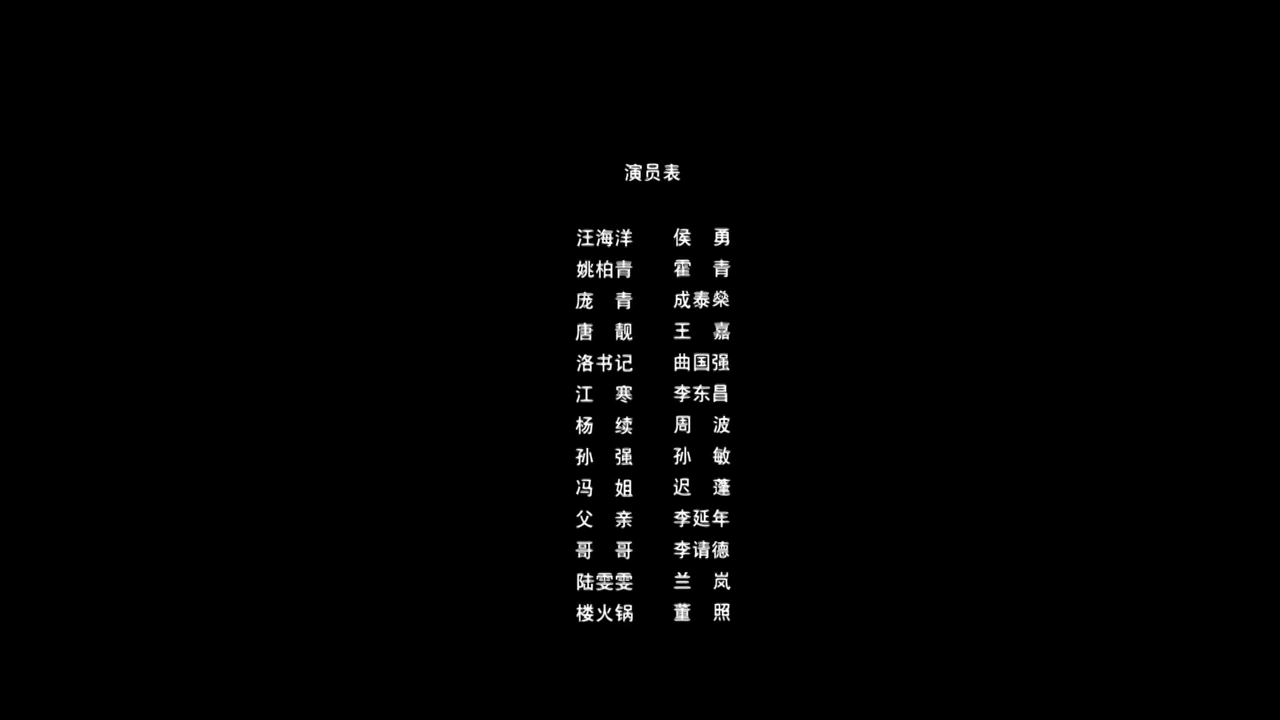 演员表
汪海洋 侯勇
姚柏青 霍青
庞青 成泰燊
唐靓 王嘉
洛书记 曲国强
江寒 李东昌
杨续 周波
孙强 孙敏
冯姐 迟蓬
父亲 李延年
哥哥 李请德
陆雯雯 兰岚
楼火锅 董照